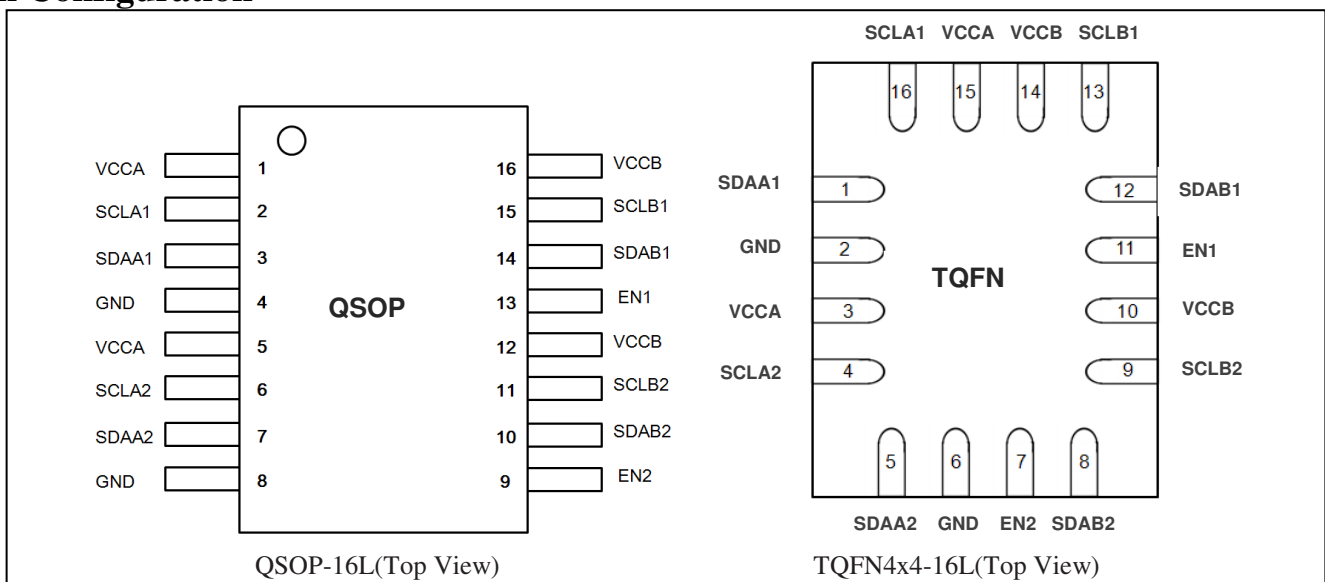 SCLA1 VCCA VCCB SCLB1
16 15 14 13
VCCA 1 16 VCCB
SCLA1 2 15 SCLB1
SDAA1 3 14 SDAB1
GND 4 13 EN1
VCCA 5 12 VCCB
SCLA2 6 11 SCLB2
SDAA2 7 10 SDAB2
GND 8 9 EN2
QSOP
QSOP-16L(Top View)
SDAA1 1 12 SDAB1
GND 2 11 EN1
TQFN
VCCA 3 10 VCCB
SCLA2 4 9 SCLB2
5 6 7 8
SDAA2 GND EN2 SDAB2
TQFN4x4-16L(Top View)